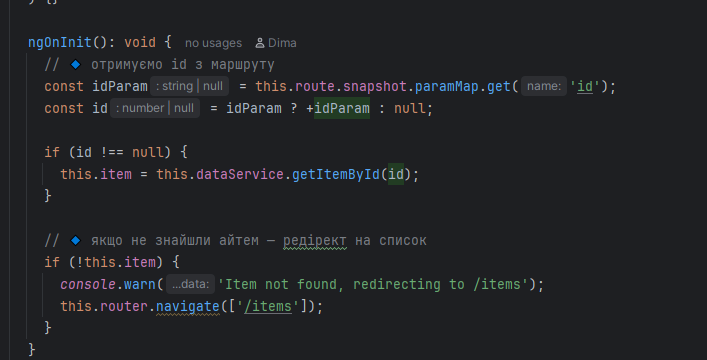 ) {}
ngOnInit(): void { no usages Dima
// 🔹 отримуємо id з маршруту
const idParam : string | null = this.route.snapshot.paramMap.get( name: 'id');
const id : number | null = idParam ? +idParam : null;
if (id !== null) {
this.item = this.dataService.getItemById(id);
}
// 🔹 якщо не знайшли айтем — редірект на список
if (!this.item) {
console.warn( ...data: 'Item not found, redirecting to /items');
this.router.navigate(['/items']);
}
}